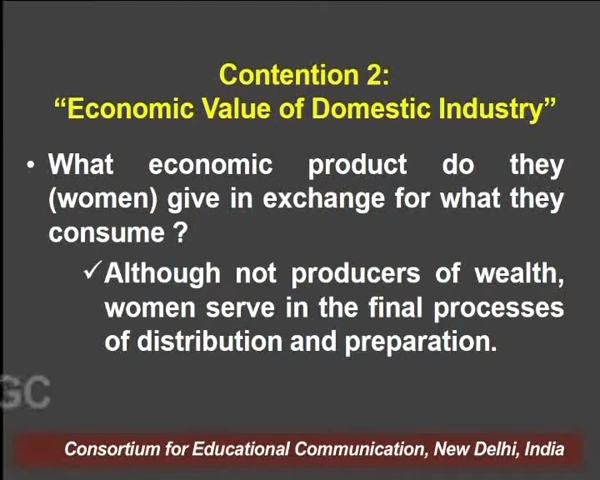 Contention 2:
“Economic Value of Domestic Industry”
• What economic product do they
(women) give in exchange for what they
consume ?
✓Although not producers of wealth,
women serve in the final processes
of distribution and preparation.
GC
Consortium for Educational Communication, New Delhi, India